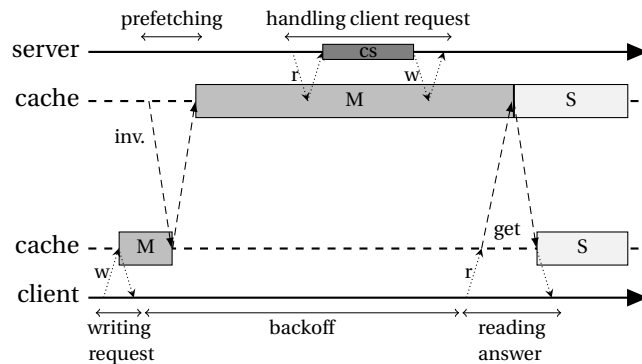 prefetching
handling client request
server
cs
r
w
cache
M
S
inv.
get
cache
M
S
w
r
client
writing
request
backoff
reading
answer